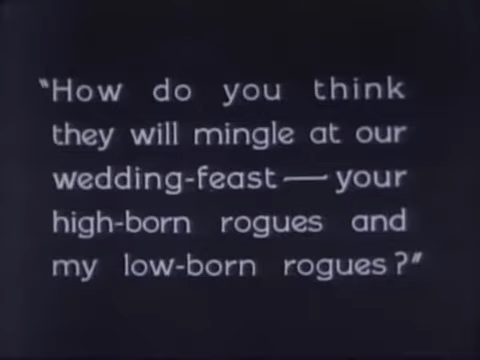 "How do you think
they will mingle at our
wedding-feast — your
high-born rogues and
my low-born rogues?"